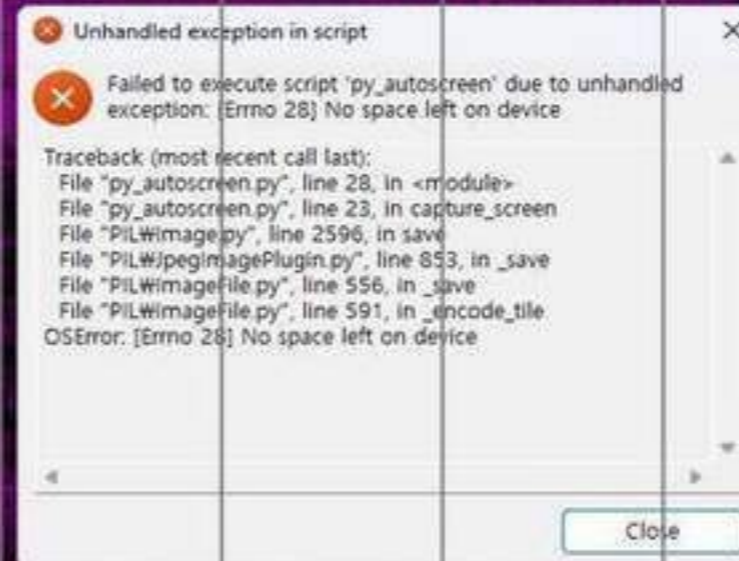 Unhandled exception in script
Failed to execute script 'py_autoscreen' due to unhandled
exception: [Errno 28] No space left on device
Traceback (most recent call last):
File "py_autoscreen.py", line 28, in <module>
File "py_autoscreen.py", line 23, in capture_screen
File "PIL₩Image.py", line 2596, in save
File "PIL₩JpegImagePlugin.py", line 853, in _save
File "PIL₩ImageFile.py", line 556, in _save
File "PIL₩ImageFile.py", line 591, in _encode_tile
OSError: [Errno 28] No space left on device
Close